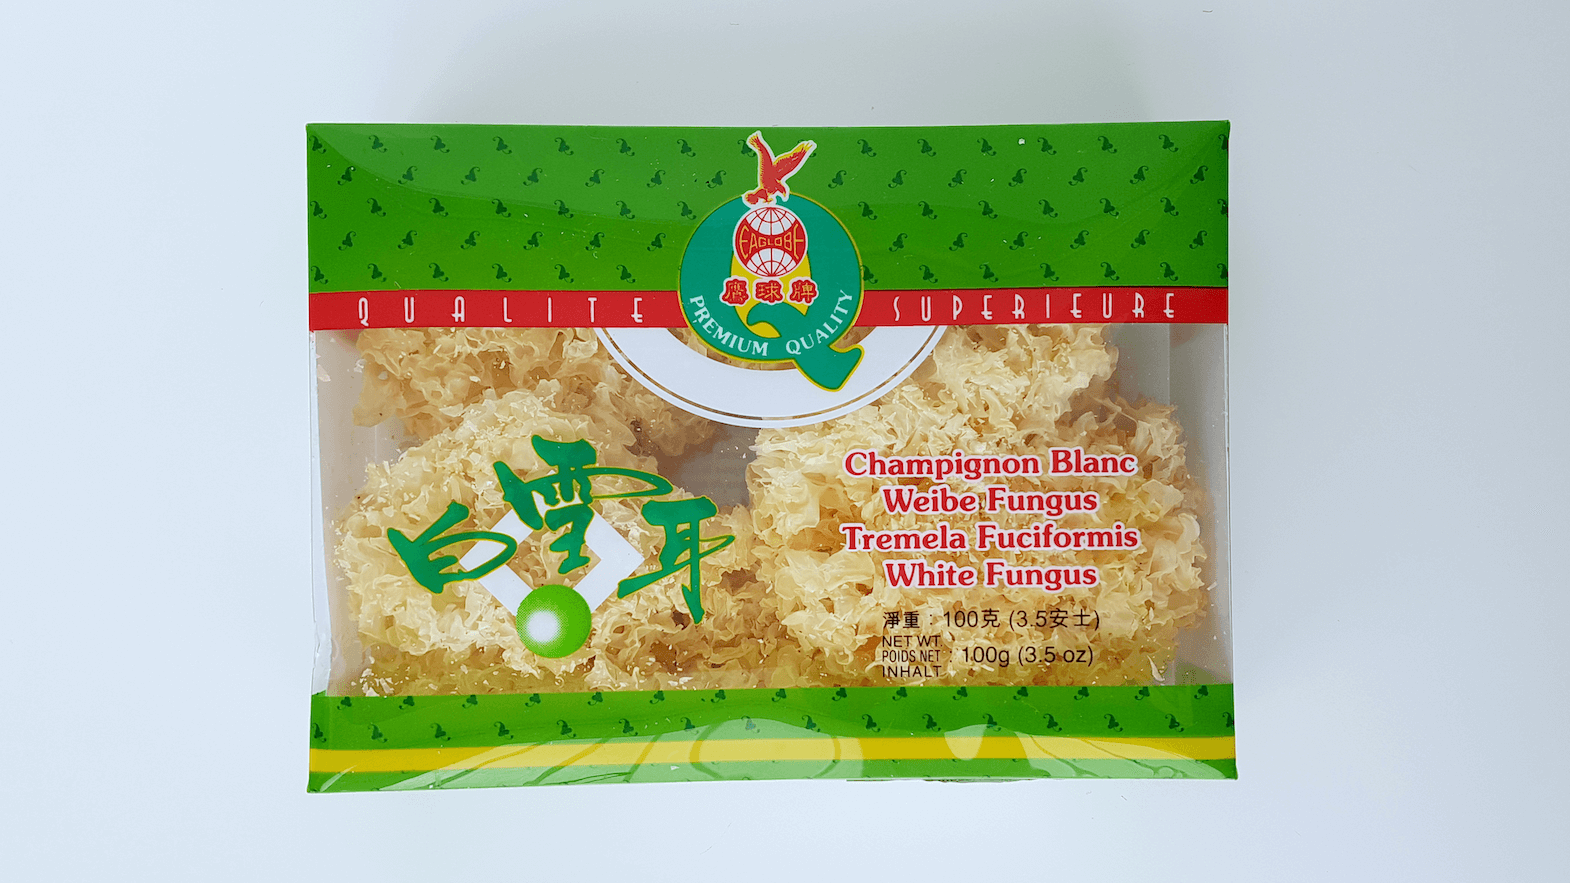 EAGLOBE
鷹球牌
PREMIUM QUALITY
QUALITE SUPERIEURE
白雪耳
Champignon Blanc
Weibe Fungus
Tremela Fuciformis
White Fungus
淨重 : 100克 (3.5安士)
NET WT.
POIDS NET : 100g (3.5 oz)
INHALT